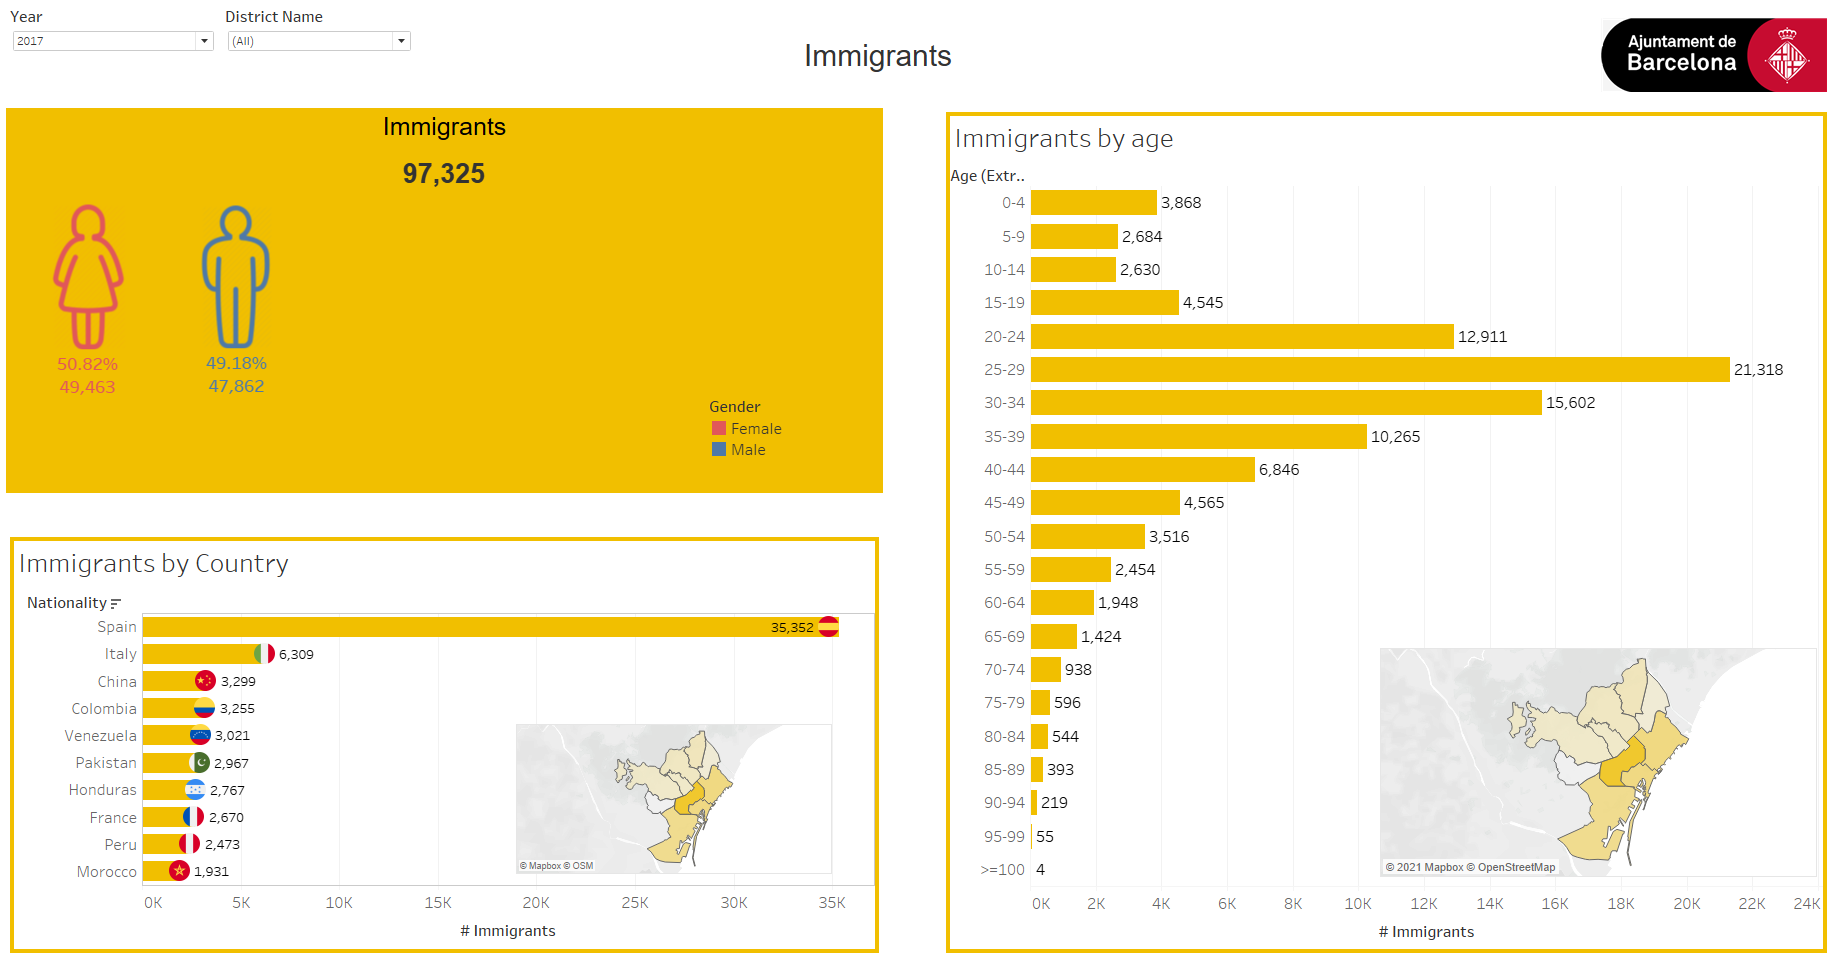 Year
2017
District Name
(All)
Immigrants
Ajuntament de
Barcelona
Immigrants
97,325
50.82%
49,463
49.18%
47,862
Gender
Female
Male
Immigrants by Country
Nationality
Spain 35,352
Italy 6,309
China 3,299
Colombia 3,255
Venezuela 3,021
Pakistan 2,967
Honduras 2,767
France 2,670
Peru 2,473
Morocco 1,931
© Mapbox © OSM
0K 5K 10K 15K 20K 25K 30K 35K
# Immigrants
Immigrants by age
Age (Extr..
0-4 3,868
5-9 2,684
10-14 2,630
15-19 4,545
20-24 12,911
25-29 21,318
30-34 15,602
35-39 10,265
40-44 6,846
45-49 4,565
50-54 3,516
55-59 2,454
60-64 1,948
65-69 1,424
70-74 938
75-79 596
80-84 544
85-89 393
90-94 219
95-99 55
>=100 4
© 2021 Mapbox © OpenStreetMap
0K 2K 4K 6K 8K 10K 12K 14K 16K 18K 20K 22K 24K
# Immigrants